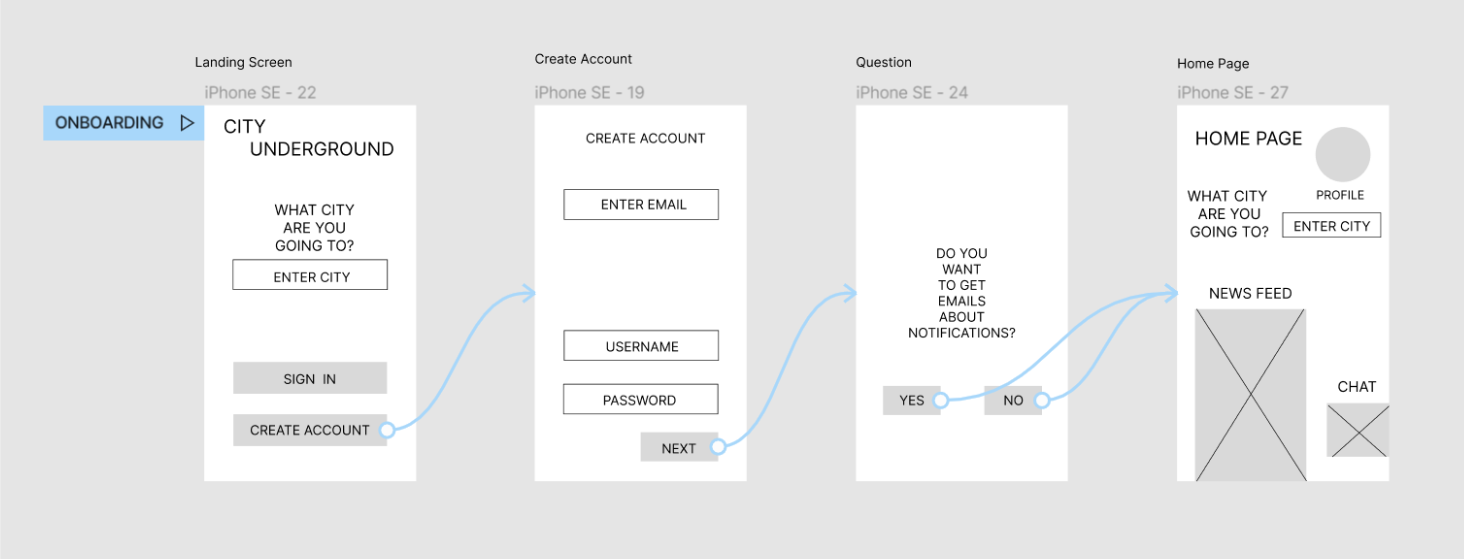 Landing Screen
iPhone SE - 22
ONBOARDING
CITY
UNDERGROUND
WHAT CITY
ARE YOU
GOING TO?
ENTER CITY
SIGN IN
CREATE ACCOUNT
Create Account
iPhone SE - 19
CREATE ACCOUNT
ENTER EMAIL
USERNAME
PASSWORD
NEXT
Question
iPhone SE - 24
DO YOU
WANT
TO GET
EMAILS
ABOUT
NOTIFICATIONS?
YES
NO
Home Page
iPhone SE - 27
HOME PAGE
PROFILE
WHAT CITY
ARE YOU
GOING TO?
ENTER CITY
NEWS FEED
CHAT